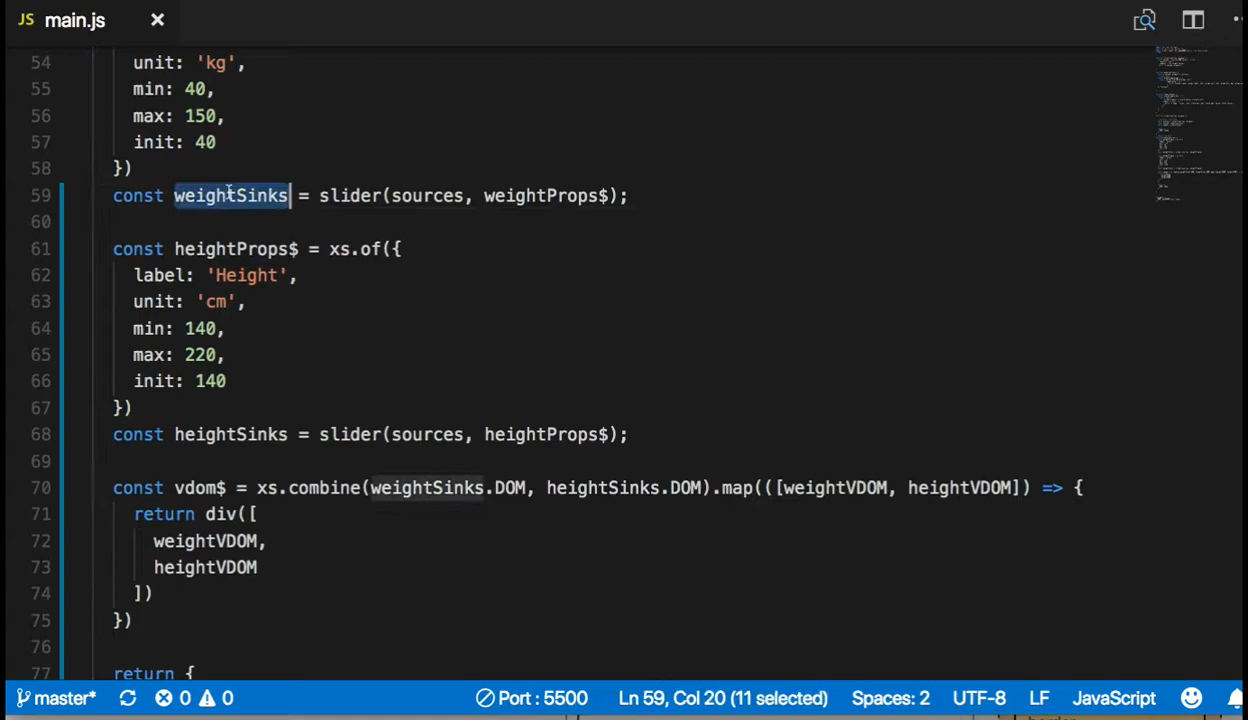 JS main.js
54 unit: 'kg',
55 min: 40,
56 max: 150,
57 init: 40
58 })
59 const weightSinks = slider(sources, weightProps$);
60
61 const heightProps$ = xs.of({
62 label: 'Height',
63 unit: 'cm',
64 min: 140,
65 max: 220,
66 init: 140
67 })
68 const heightSinks = slider(sources, heightProps$);
69
70 const vdom$ = xs.combine(weightSinks.DOM, heightSinks.DOM).map(([weightVDOM, heightVDOM]) => {
71 return div([
72 weightVDOM,
73 heightVDOM
74 ])
75 })
76
77 return {
master* 0 0 Port : 5500 Ln 59, Col 20 (11 selected) Spaces: 2 UTF-8 LF JavaScript